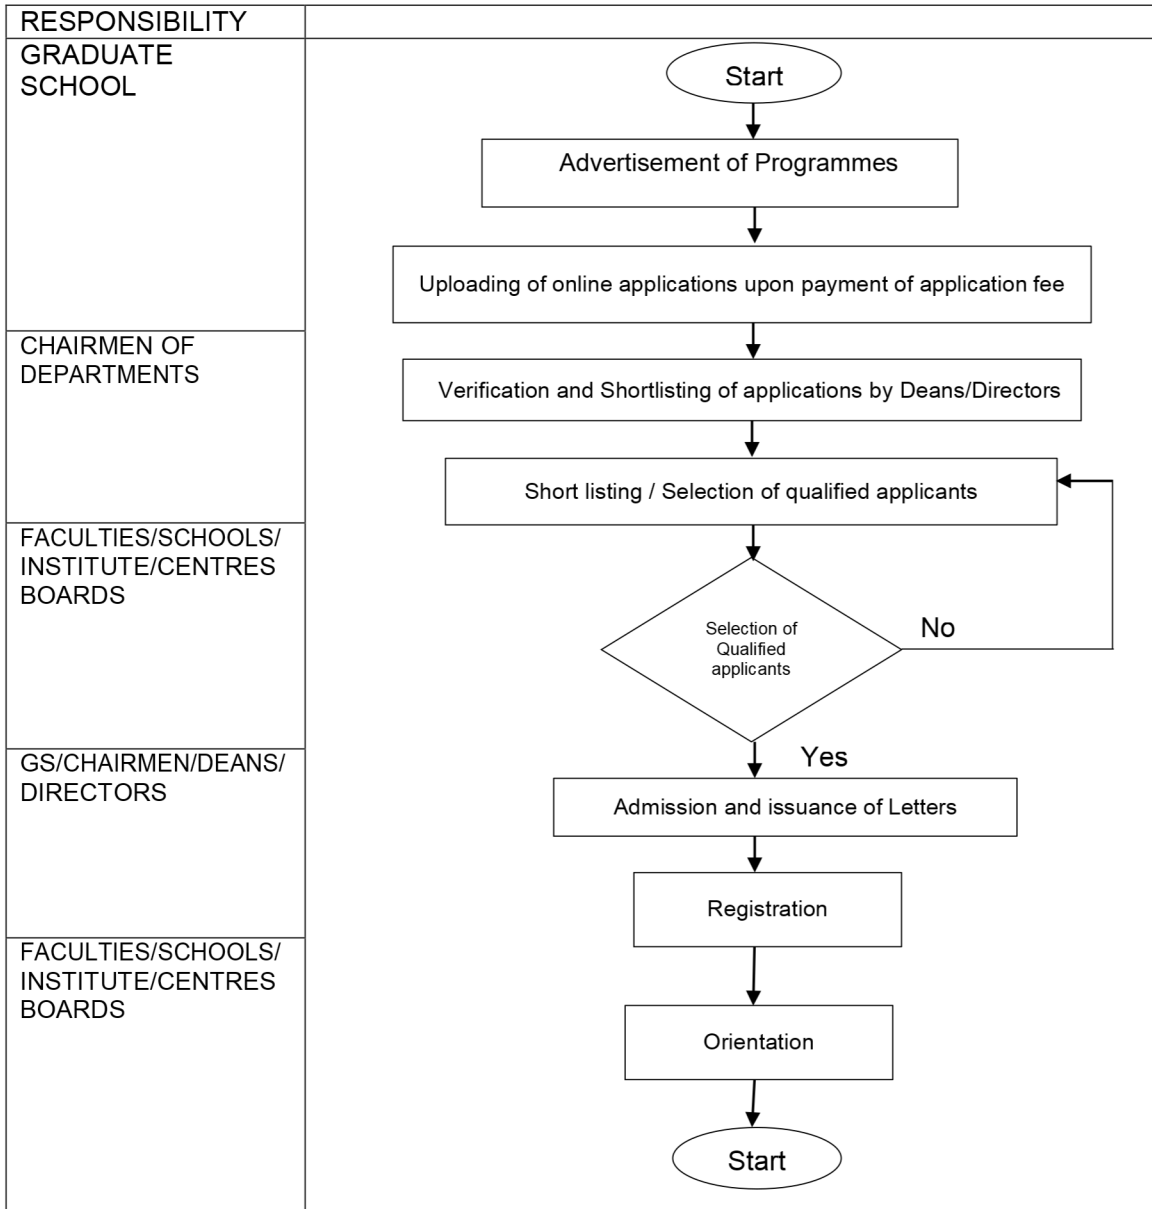 RESPONSIBILITY
GRADUATE
SCHOOL
Start
Advertisement of Programmes
Uploading of online applications upon payment of application fee
CHAIRMEN OF
DEPARTMENTS
Verification and Shortlisting of applications by Deans/Directors
Short listing / Selection of qualified applicants
FACULTIES/SCHOOLS/
INSTITUTE/CENTRES
BOARDS
Selection of
Qualified
applicants
No
GS/CHAIRMEN/DEANS/
DIRECTORS
Yes
Admission and issuance of Letters
Registration
FACULTIES/SCHOOLS/
INSTITUTE/CENTRES
BOARDS
Orientation
Start